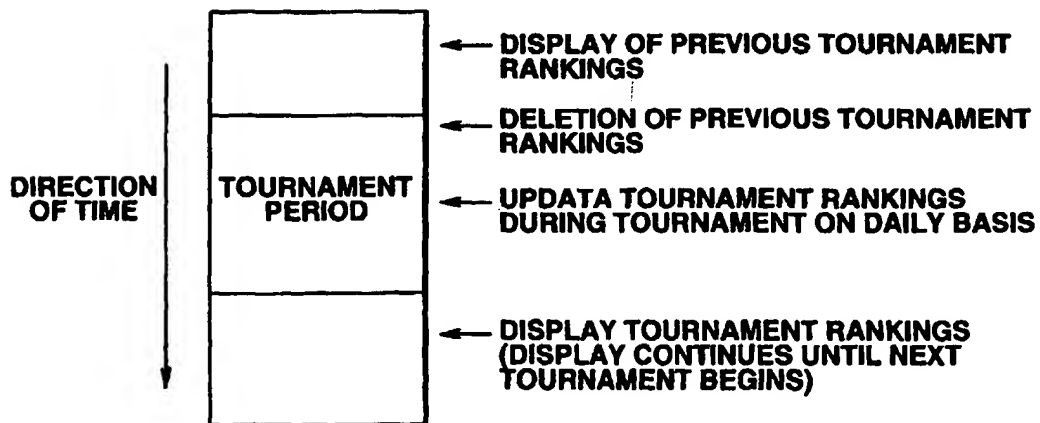 DISPLAY OF PREVIOUS TOURNAMENT
RANKINGS
DELETION OF PREVIOUS TOURNAMENT
RANKINGS
DIRECTION
OF TIME
TOURNAMENT
PERIOD
UPDATA TOURNAMENT RANKINGS
DURING TOURNAMENT ON DAILY BASIS
DISPLAY TOURNAMENT RANKINGS
(DISPLAY CONTINUES UNTIL NEXT
TOURNAMENT BEGINS)